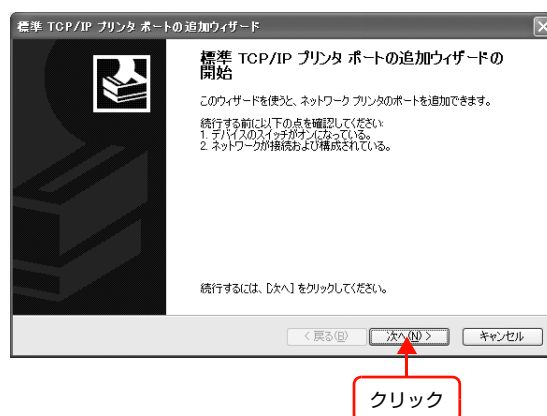 標準 TCP/IP プリンタ ポートの追加ウィザード
標準 TCP/IP プリンタ ポートの追加ウィザードの
開始
このウィザードを使うと、ネットワーク プリンタのポートを追加できます。
続行する前に以下の点を確認してください:
1. デバイスのスイッチがオンになっている。
2. ネットワークが接続および構成されている。
続行するには、[次へ] をクリックしてください。
< 戻る(B)
次へ(N) >
キャンセル
クリック